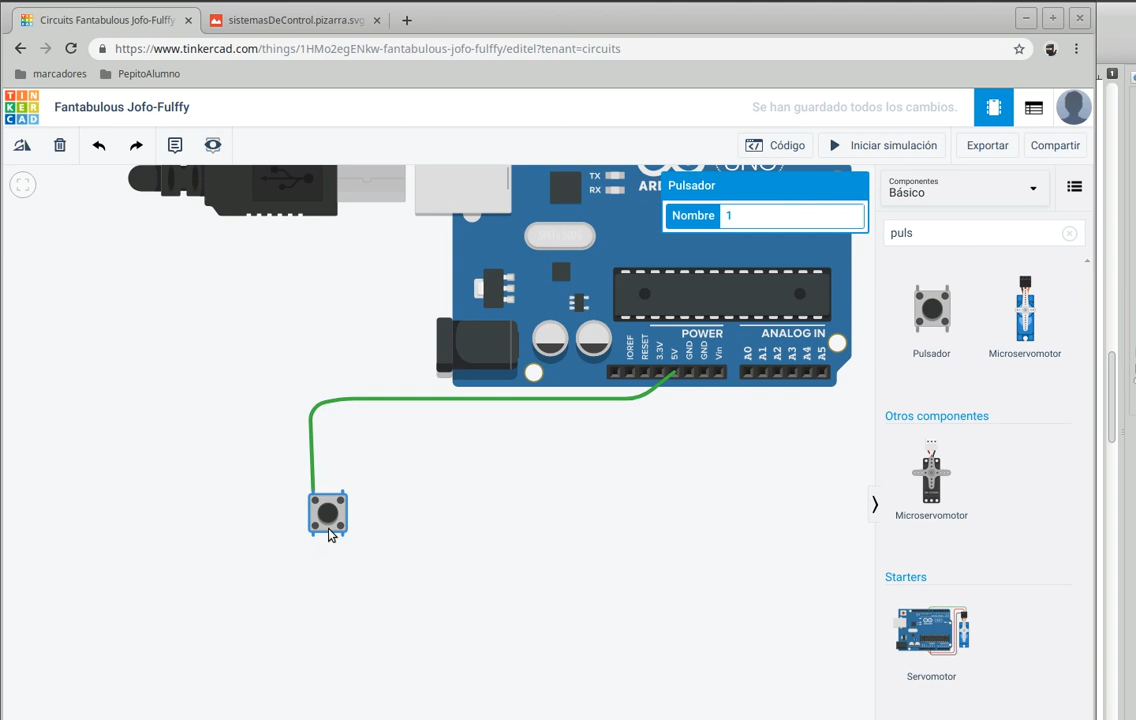 Circuits Fantabulous Jofo-Fulffy
sistemasDeControl.pizarra.svg
https://www.tinkercad.com/things/1HMo2egENkw-fantabulous-jofo-fulffy/editel?tenant=circuits
marcadores
PepitoAlumno
TIN
KER
CAD
Fantabulous Jofo-Fulffy
Se han guardado todos los cambios.
Código
Iniciar simulación
Exportar
Compartir
TX
RX
Pulsador
Nombre 1
POWER
ANALOG IN
IOREF
RESET
3.3V
5V
GND
GND
Vin
A0
A1
A2
A3
A4
A5
Componentes
Básico
puls
Pulsador
Microservomotor
Otros componentes
Microservomotor
Starters
Servomotor
1